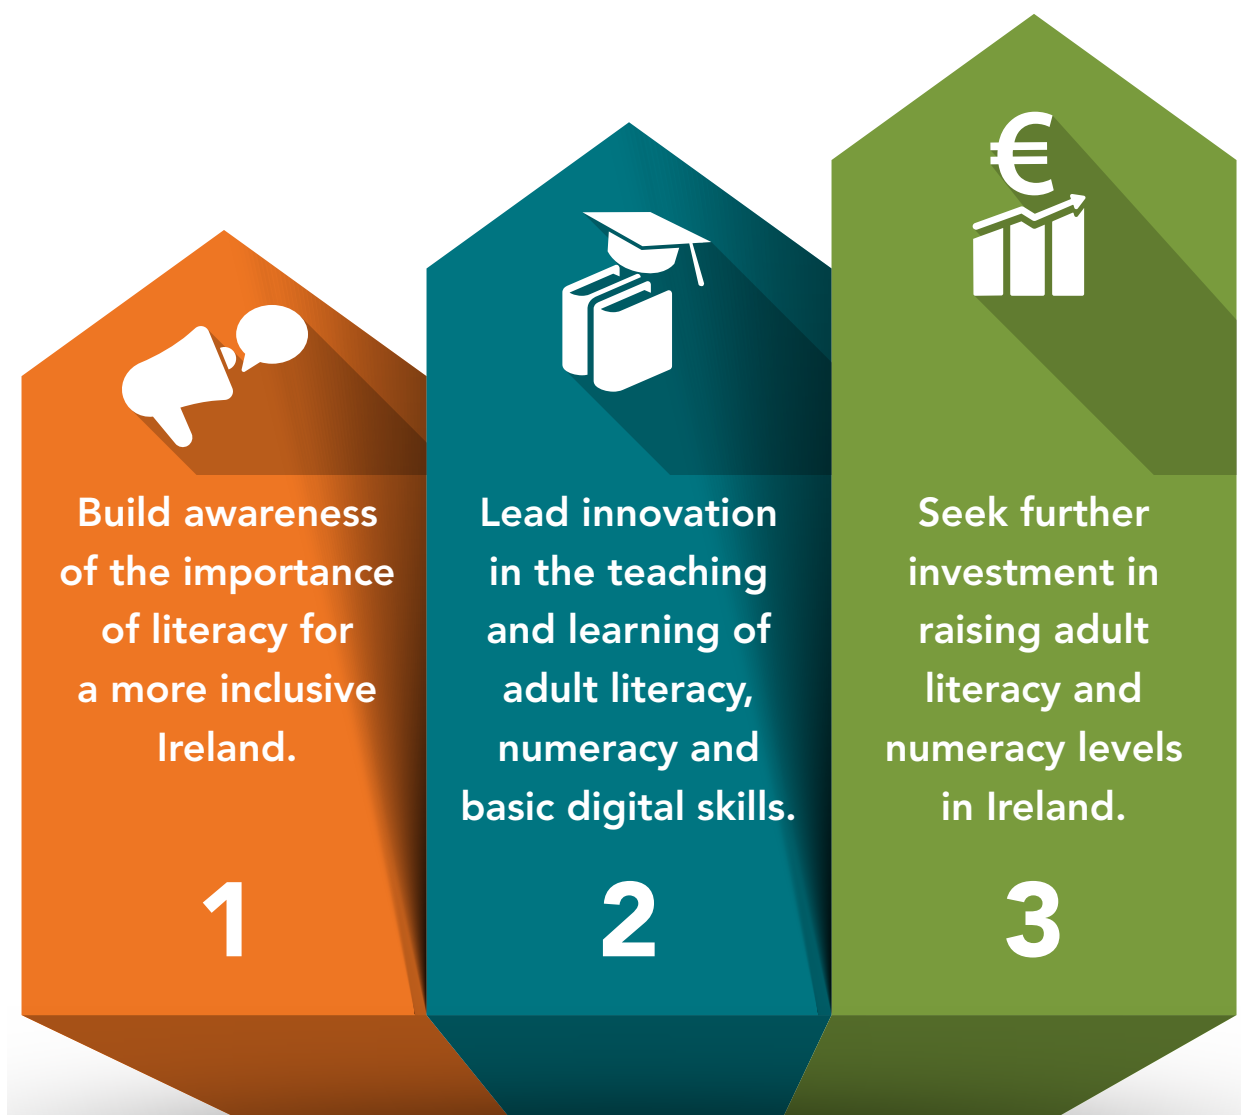 Build awareness
of the importance
of literacy for
a more inclusive
Ireland.
1
Lead innovation
in the teaching
and learning of
adult literacy,
numeracy and
basic digital skills.
2
€
Seek further
investment in
raising adult
literacy and
numeracy levels
in Ireland.
3